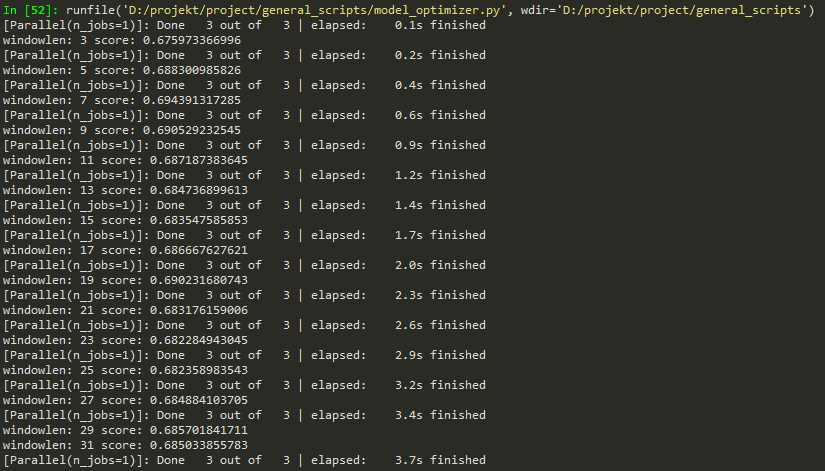 In [52]: runfile('D:/projekt/project/general_scripts/model_optimizer.py', wdir='D:/projekt/project/general_scripts')
[Parallel(n_jobs=1)]: Done   3 out of   3 | elapsed:    0.1s finished
windowlen: 3 score: 0.675973366996
[Parallel(n_jobs=1)]: Done   3 out of   3 | elapsed:    0.2s finished
windowlen: 5 score: 0.688300985826
[Parallel(n_jobs=1)]: Done   3 out of   3 | elapsed:    0.4s finished
windowlen: 7 score: 0.694391317285
[Parallel(n_jobs=1)]: Done   3 out of   3 | elapsed:    0.6s finished
windowlen: 9 score: 0.690529232545
[Parallel(n_jobs=1)]: Done   3 out of   3 | elapsed:    0.9s finished
windowlen: 11 score: 0.687187383645
[Parallel(n_jobs=1)]: Done   3 out of   3 | elapsed:    1.2s finished
windowlen: 13 score: 0.684736899613
[Parallel(n_jobs=1)]: Done   3 out of   3 | elapsed:    1.4s finished
windowlen: 15 score: 0.683547585853
[Parallel(n_jobs=1)]: Done   3 out of   3 | elapsed:    1.7s finished
windowlen: 17 score: 0.686667627621
[Parallel(n_jobs=1)]: Done   3 out of   3 | elapsed:    2.0s finished
windowlen: 19 score: 0.690231680743
[Parallel(n_jobs=1)]: Done   3 out of   3 | elapsed:    2.3s finished
windowlen: 21 score: 0.683176159006
[Parallel(n_jobs=1)]: Done   3 out of   3 | elapsed:    2.6s finished
windowlen: 23 score: 0.682284943045
[Parallel(n_jobs=1)]: Done   3 out of   3 | elapsed:    2.9s finished
windowlen: 25 score: 0.682358983543
[Parallel(n_jobs=1)]: Done   3 out of   3 | elapsed:    3.2s finished
windowlen: 27 score: 0.684884103705
[Parallel(n_jobs=1)]: Done   3 out of   3 | elapsed:    3.4s finished
windowlen: 29 score: 0.685701841711
windowlen: 31 score: 0.685033855783
[Parallel(n_jobs=1)]: Done   3 out of   3 | elapsed:    3.7s finished